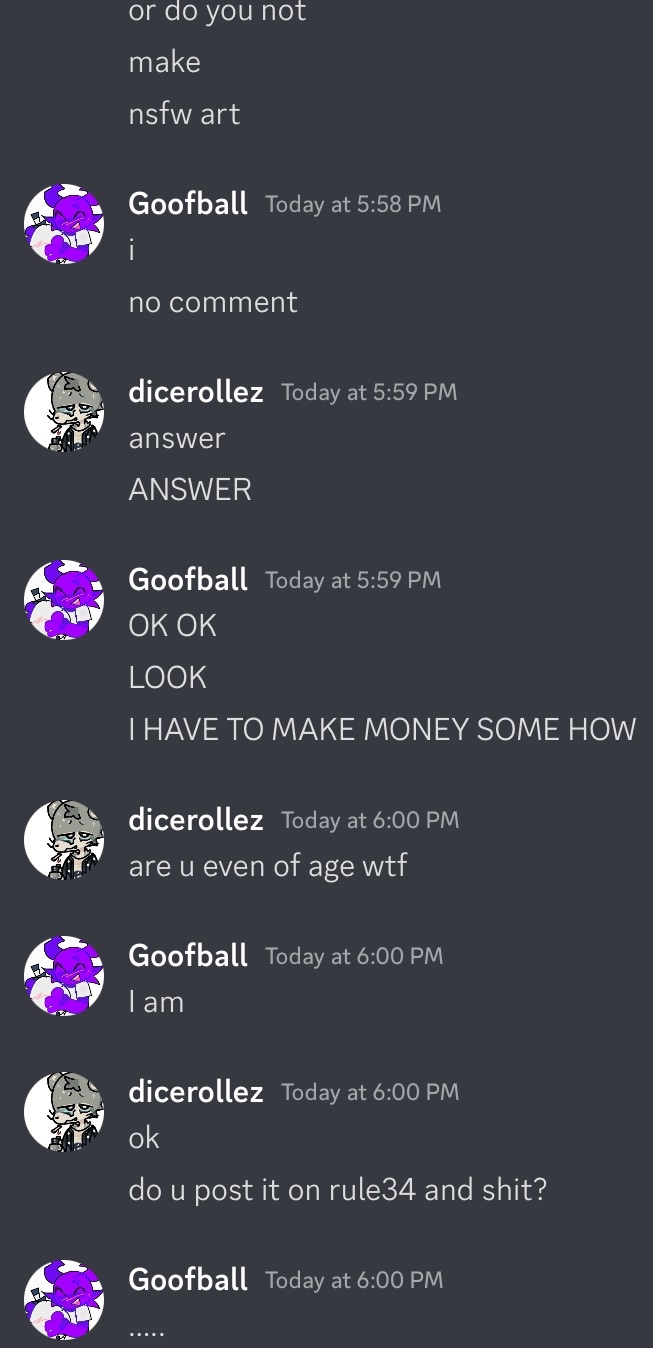 or do you not
make
nsfw art
Goofball Today at 5:58 PM
i
no comment
dicerollez Today at 5:59 PM
answer
ANSWER
Goofball Today at 5:59 PM
OK OK
LOOK
I HAVE TO MAKE MONEY SOME HOW
dicerollez Today at 6:00 PM
are u even of age wtf
Goofball Today at 6:00 PM
I am
dicerollez Today at 6:00 PM
ok
do u post it on rule34 and shit?
Goofball Today at 6:00 PM
.....